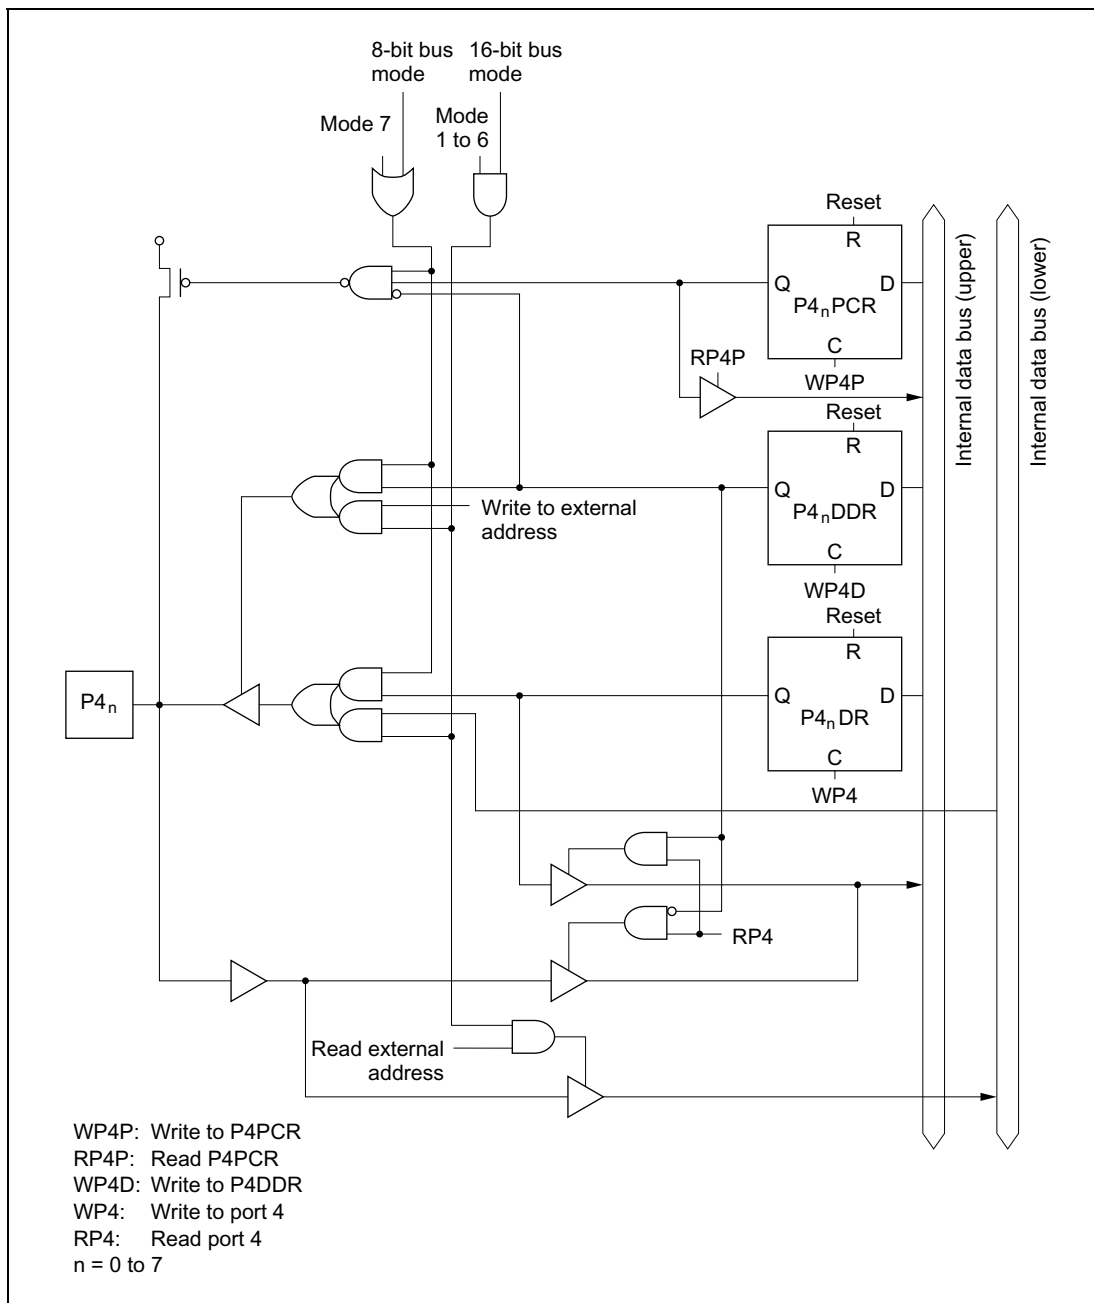 8-bit bus
mode
16-bit bus
mode
Mode 7
Mode
1 to 6
Reset
R
Q
D
P4nPCR
C
WP4P
RP4P
Reset
R
Q
D
P4nDDR
C
WP4D
Write to external
address
Reset
R
Q
D
P4nDR
C
WP4
P4n
RP4
Read external
address
Internal data bus (upper)
Internal data bus (lower)
WP4P: Write to P4PCR
RP4P: Read P4PCR
WP4D: Write to P4DDR
WP4: Write to port 4
RP4: Read port 4
n = 0 to 7